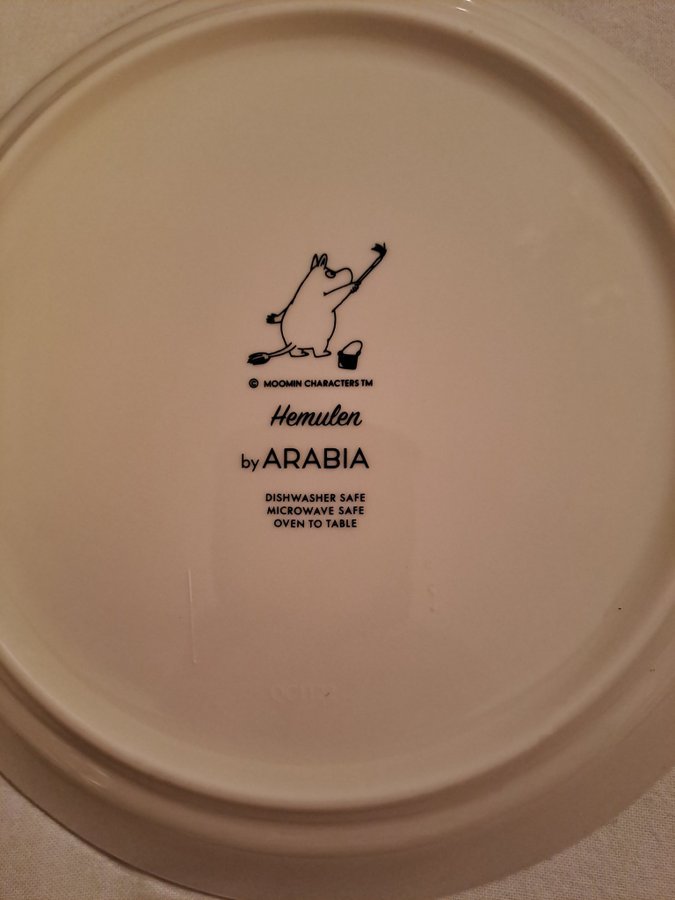 © MOOMIN CHARACTERS TM
Hemulen
by ARABIA
DISHWASHER SAFE
MICROWAVE SAFE
OVEN TO TABLE